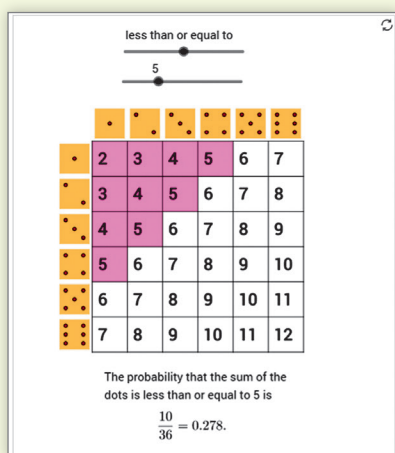 less than or equal to
5
2 3 4 5 6 7
3 4 5 6 7 8
4 5 6 7 8 9
5 6 7 8 9 10
6 7 8 9 10 11
7 8 9 10 11 12
The probability that the sum of the
dots is less than or equal to 5 is
10
36 = 0.278.